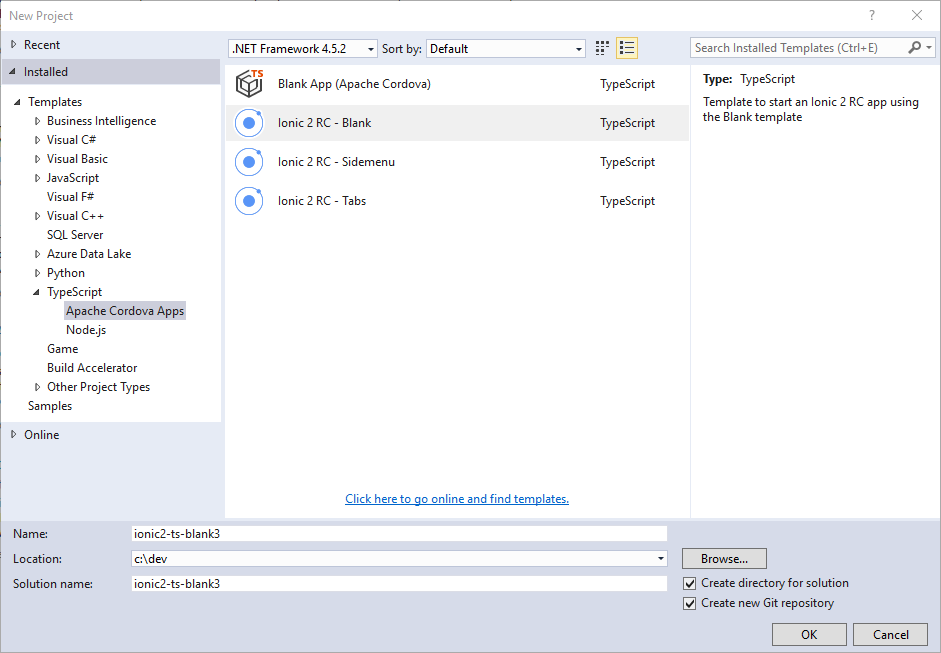 New Project
?
Recent
Installed
Templates
Business Intelligence
Visual C#
Visual Basic
JavaScript
Visual F#
Visual C++
SQL Server
Azure Data Lake
Python
TypeScript
Apache Cordova Apps
Node.js
Game
Build Accelerator
Other Project Types
Samples
Online
.NET Framework 4.5.2 Sort by: Default
TS
Blank App (Apache Cordova) TypeScript
Ionic 2 RC - Blank TypeScript
Ionic 2 RC - Sidemenu TypeScript
Ionic 2 RC - Tabs TypeScript
Click here to go online and find templates.
Search Installed Templates (Ctrl+E)
Type: TypeScript
Template to start an Ionic 2 RC app using
the Blank template
Name: ionic2-ts-blank3
Location: c:\dev Browse...
Solution name: ionic2-ts-blank3
Create directory for solution
Create new Git repository
OK Cancel